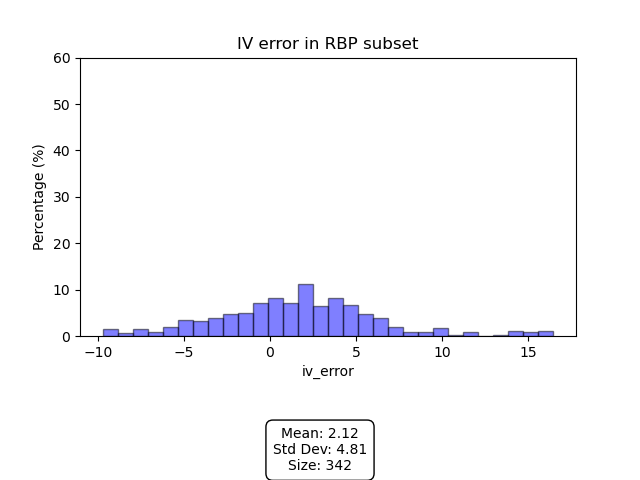 IV error in RBP subset
60
50
40
30
20
10
0
Percentage (%)
−10
−5
0
5
10
15
iv_error
Mean: 2.12
Std Dev: 4.81
Size: 342